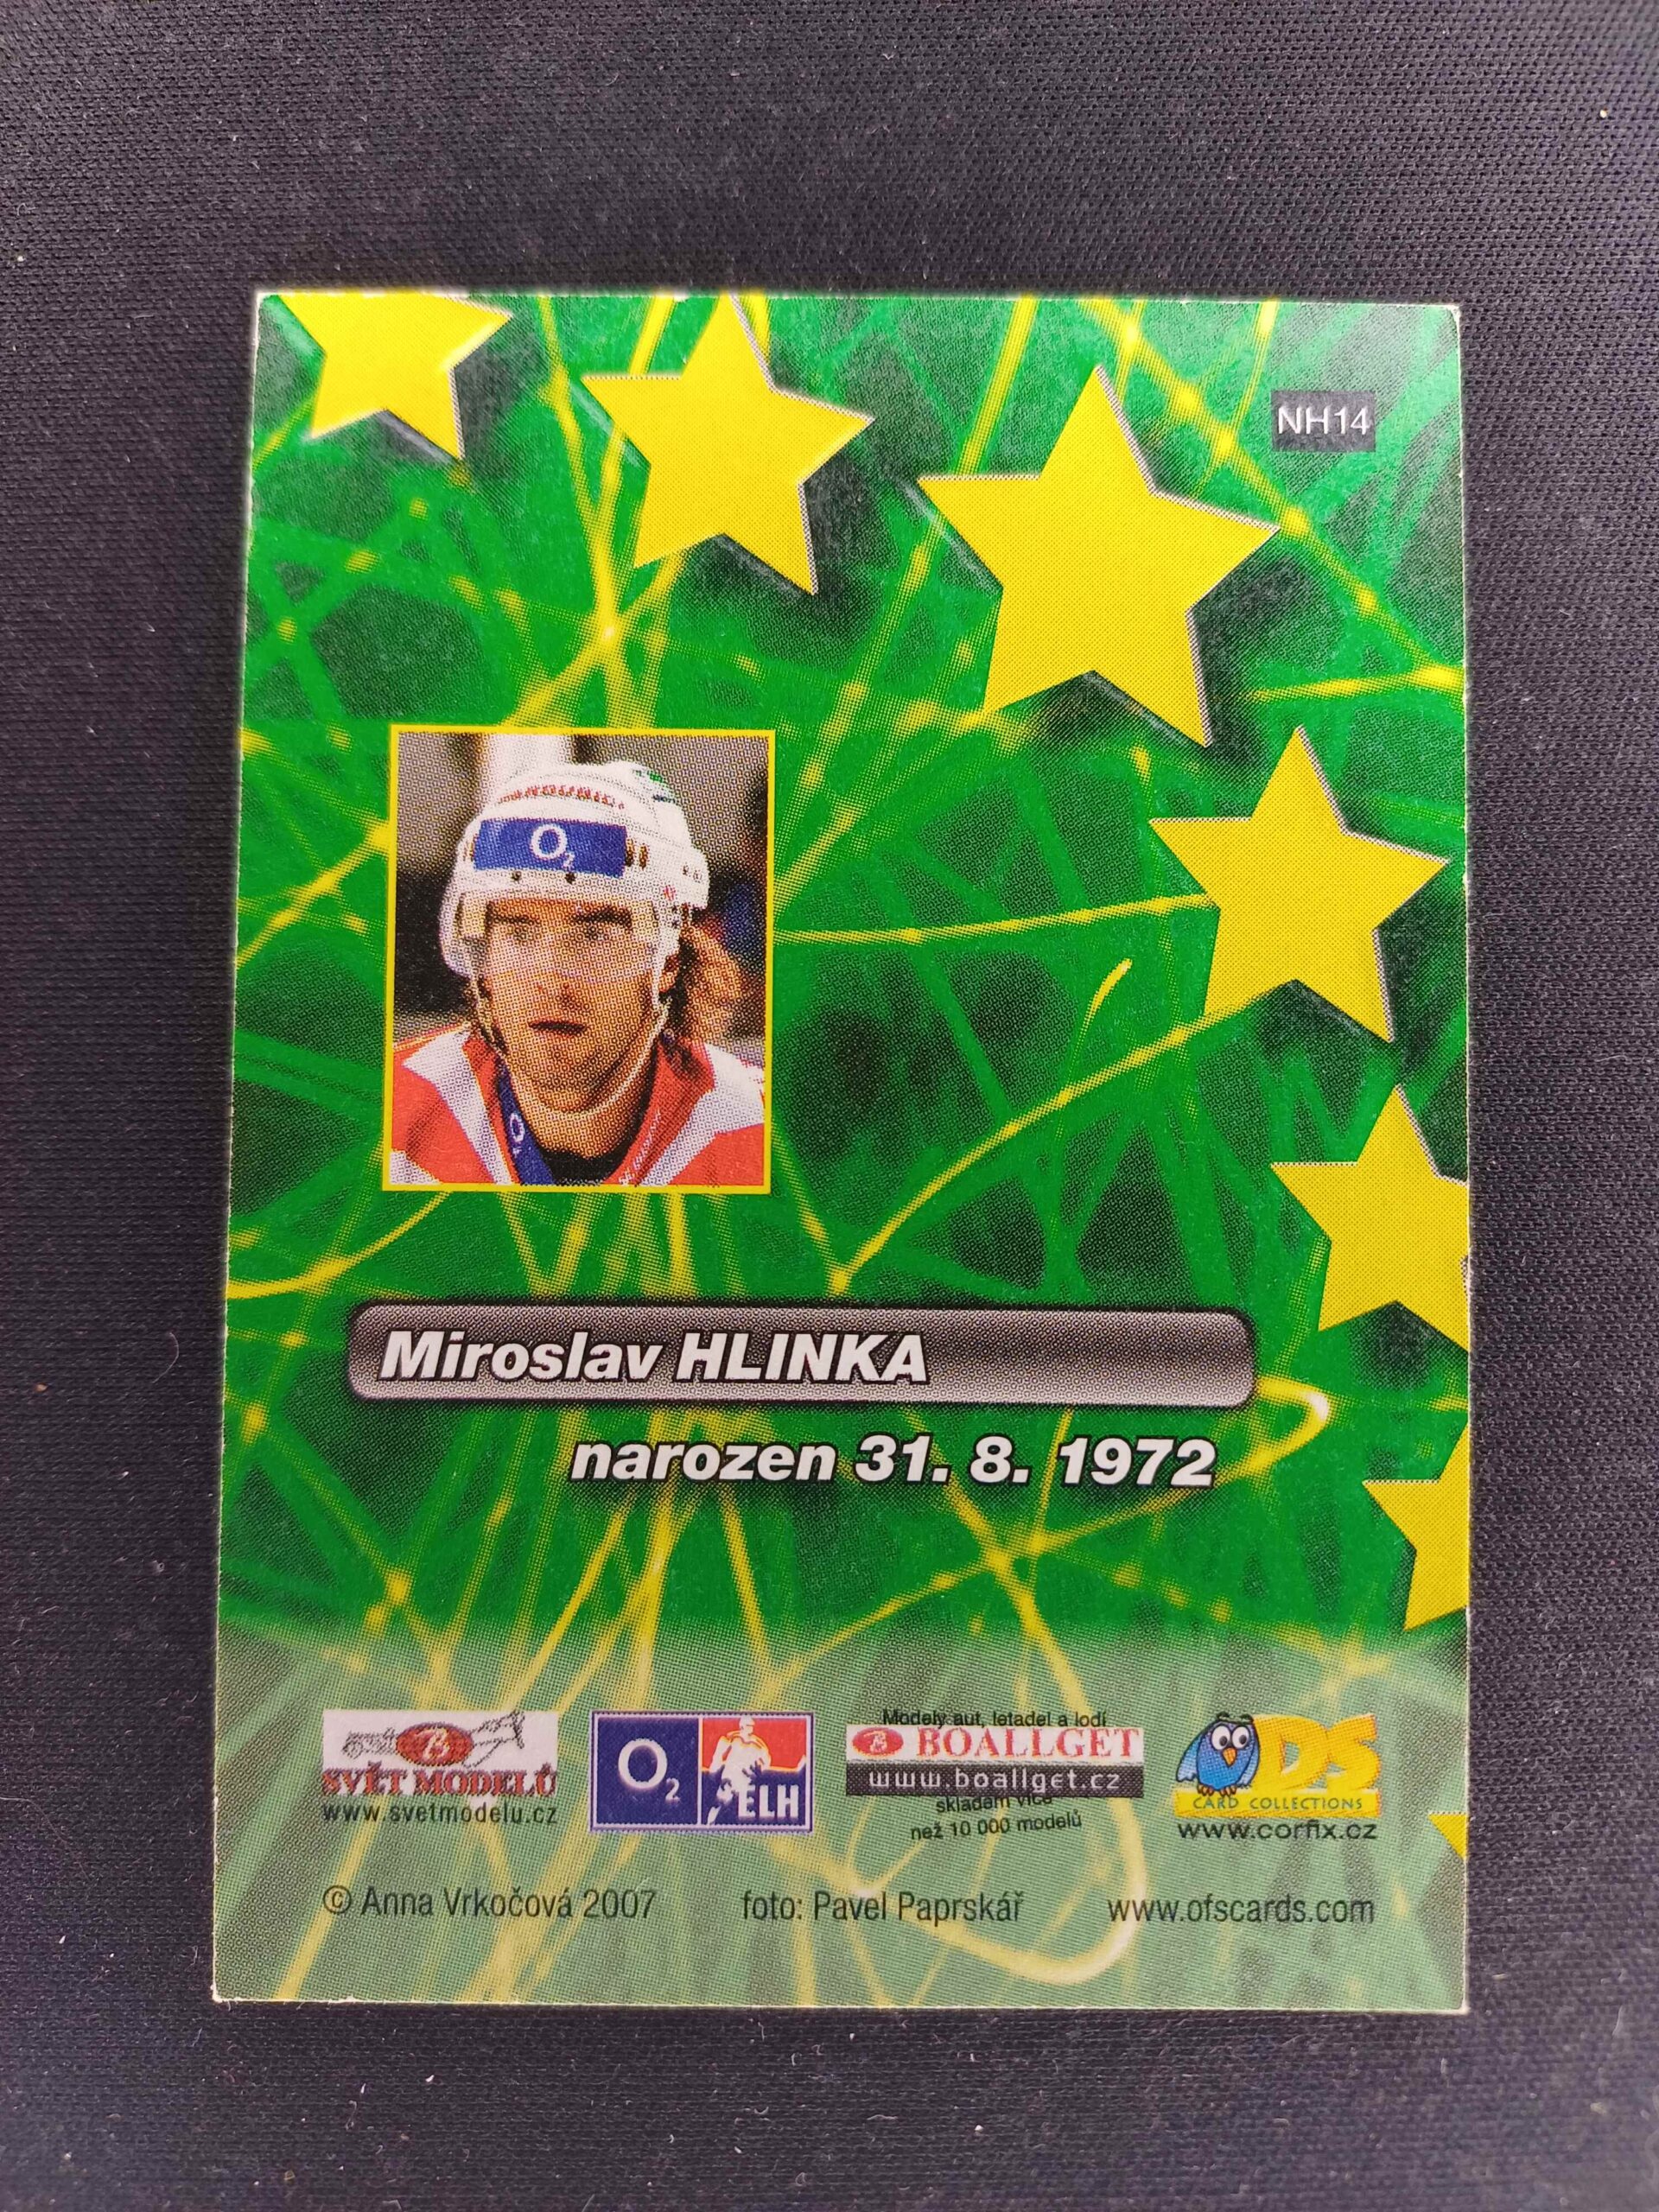 NH14
O2
Miroslav HLINKA
narozen 31. 8. 1972
SVĚT MODELŮ
www.svetmodelu.cz
O2
ELH
Modely aut, letadel a lodí
B BOALLGET
www.boallget.cz
skladem více
než 10 000 modelů
DS
CARD COLLECTIONS
www.corfix.cz
© Anna Vrkočová 2007 foto: Pavel Paprskář www.ofscards.com